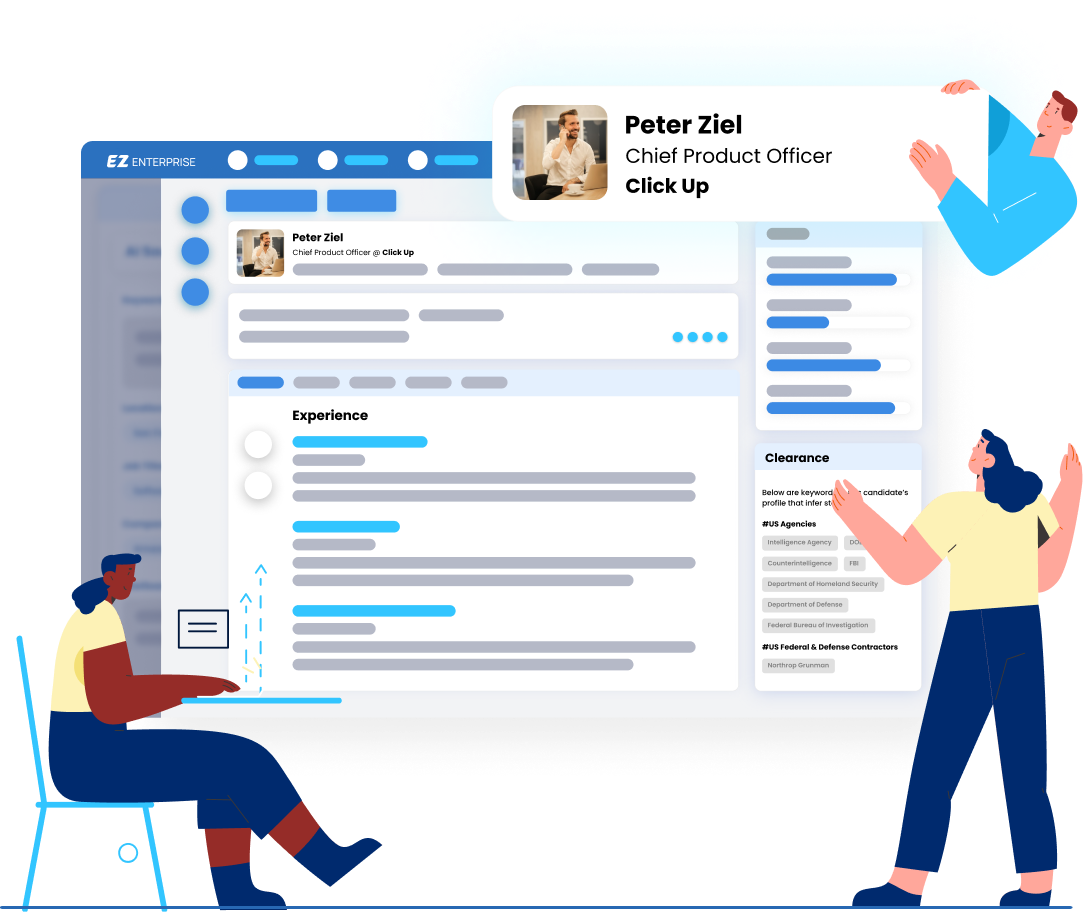 Peter Ziel
Chief Product Officer
Click Up
EZ ENTERPRISE
Peter Ziel
Chief Product Officer @ Click Up
Experience
Clearance
Below are keyword candidate's
profile that infer
#US Agencies
Intelligence Agency
Counterintelligence FBI
Department of Homeland Security
Department of Defense
Federal Bureau of Investigation
#US Federal & Defense Contractors
Northrop Grunman